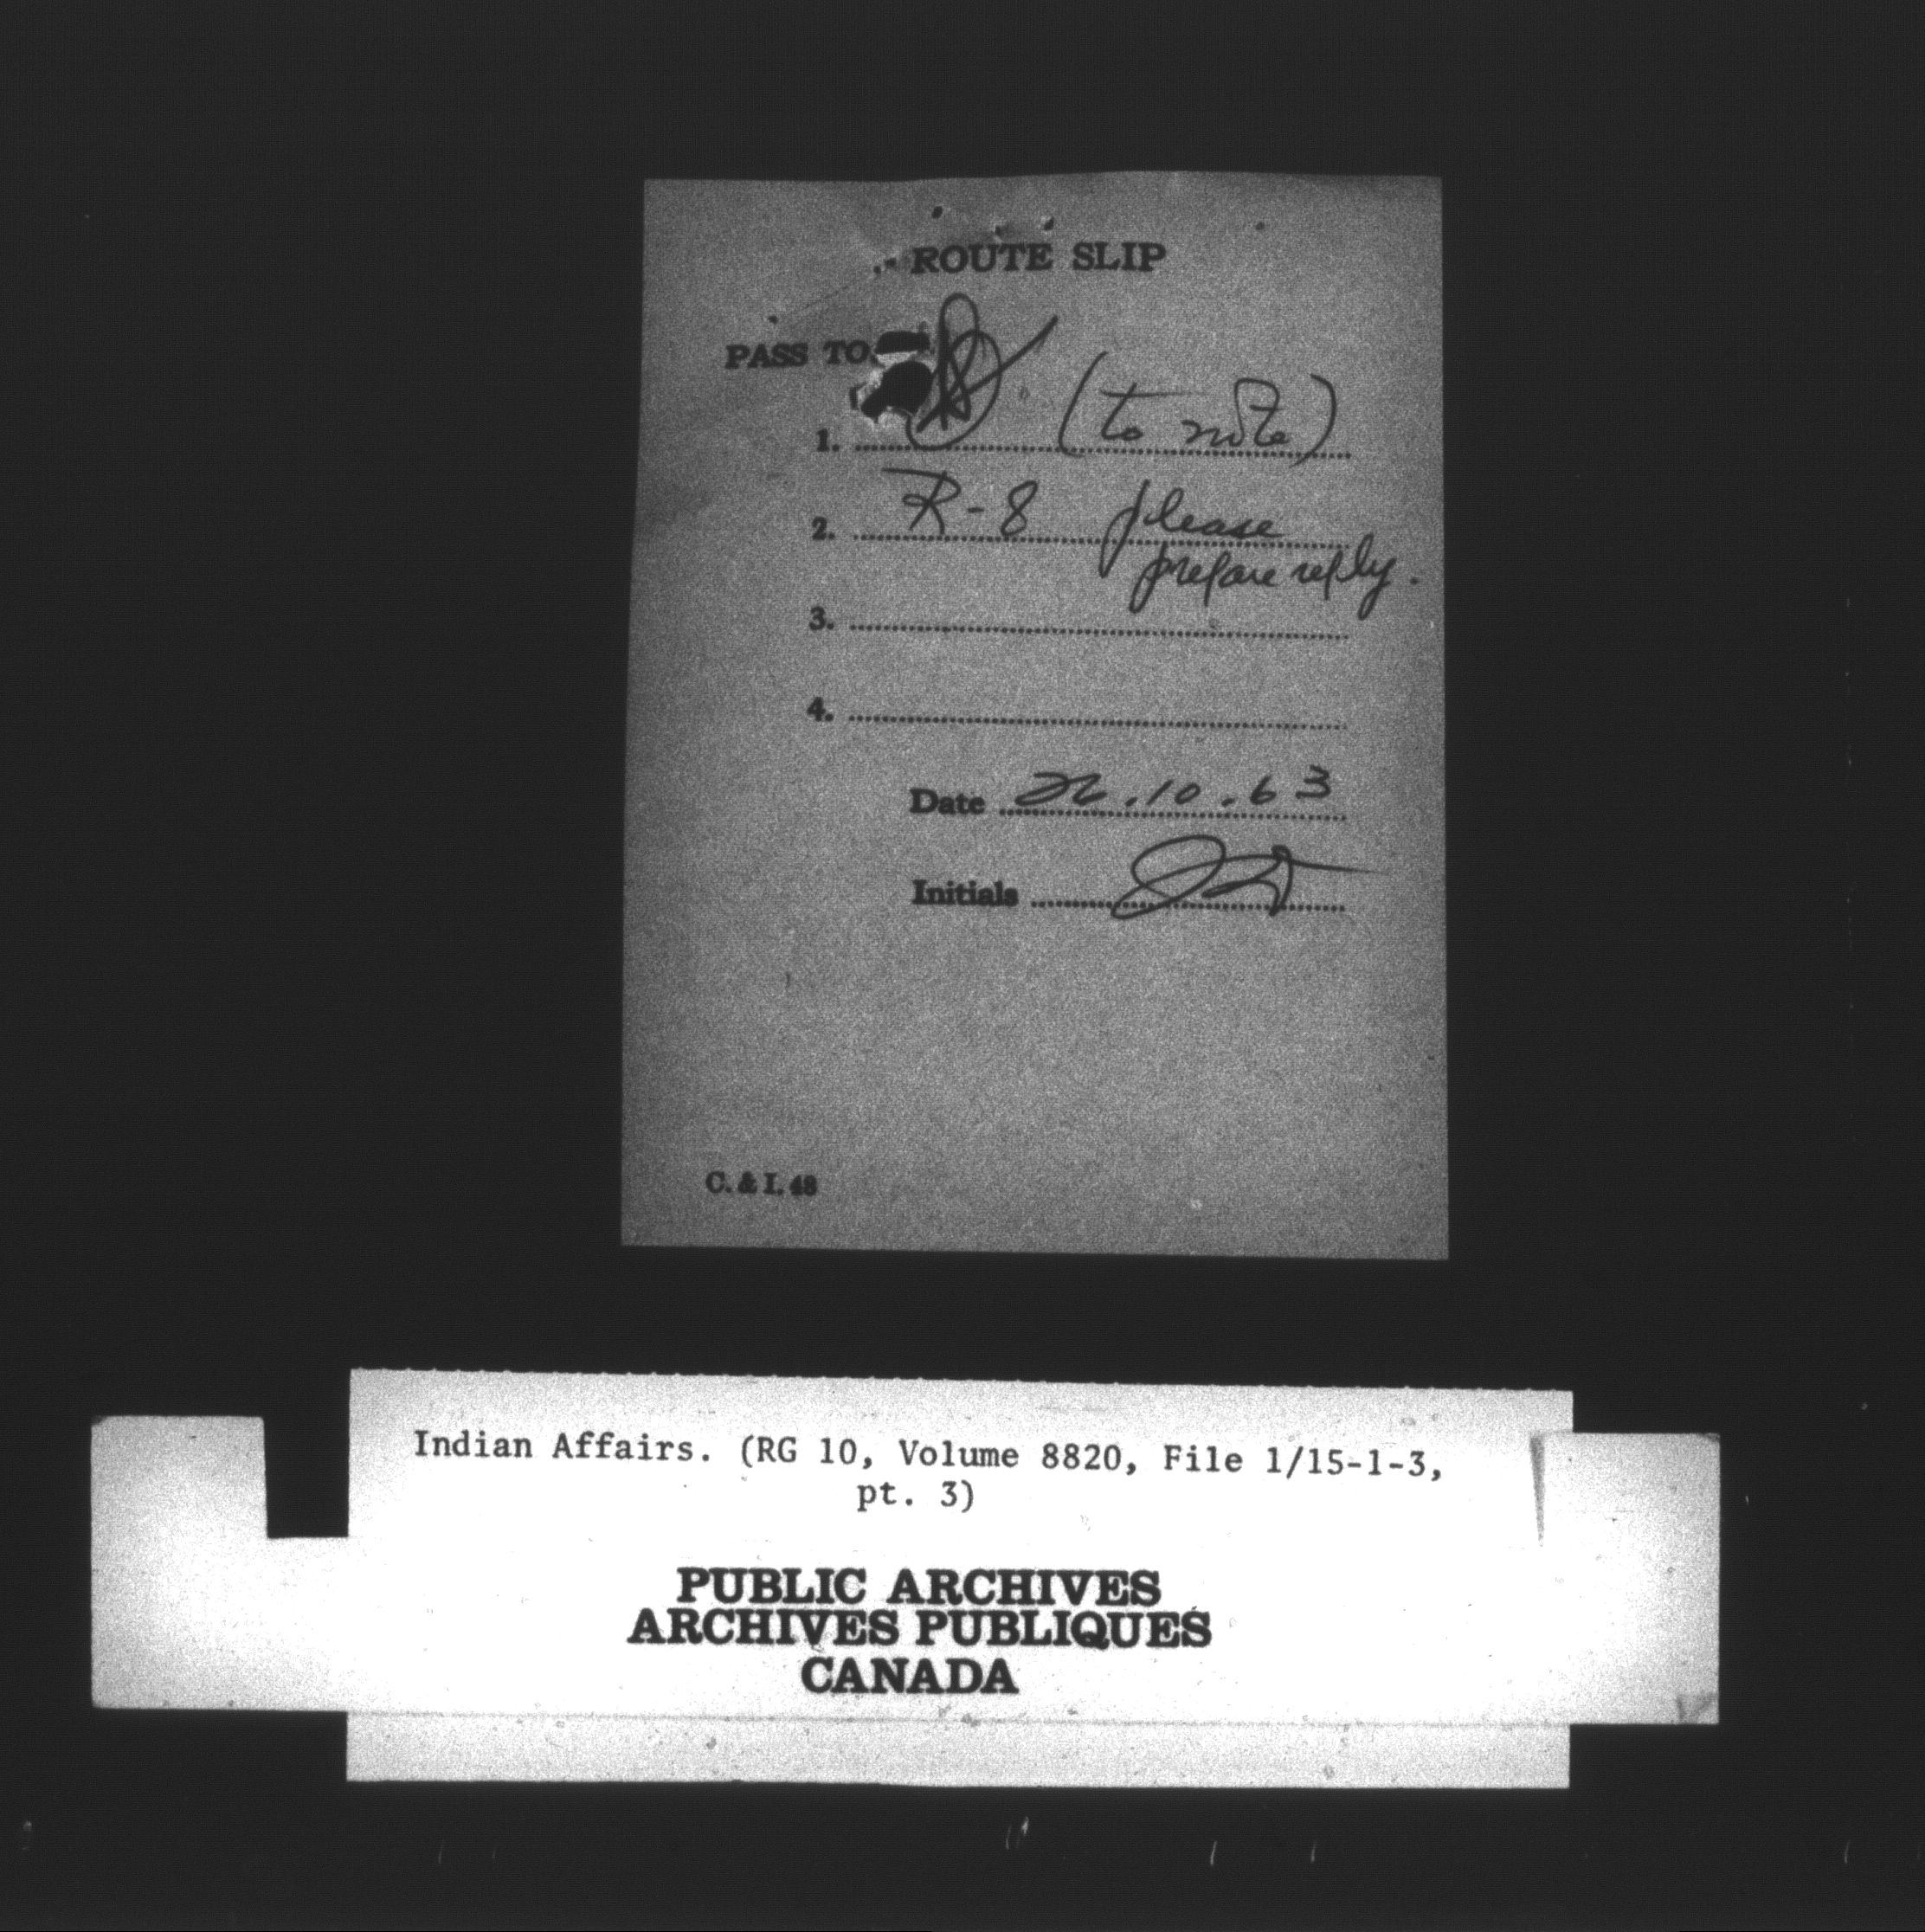 ROUTE SLIP
PASS TO
1. (to note)
2. R-8 please
prepare reply.
3.
4.
Date 22.10.63
Initials
C. & I. 48
Indian Affairs. (RG 10, Volume 8820, File 1/15-1-3,
pt. 3)
PUBLIC ARCHIVES
ARCHIVES PUBLIQUES
CANADA